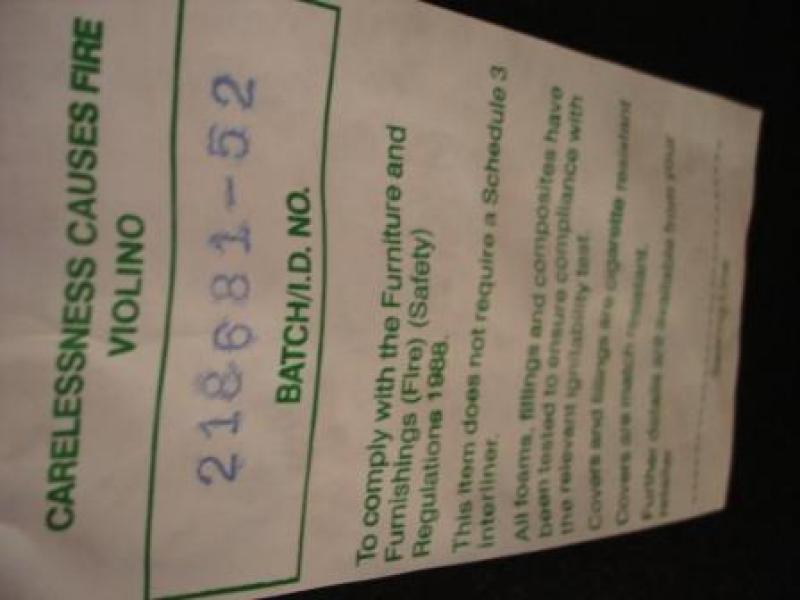 CARELESSNESS CAUSES FIRE
VIOLINO
218681-52
BATCH/I.D. NO.
To comply with the Furniture and
Furnishings (Fire) (Safety)
Regulations 1988.
This item does not require a Schedule 3
interliner.
All foams, fillings and composites have
been tested to ensure compliance with
the relevant ignitability test.
Covers and fillings are cigarette resistant
Covers are match resistant.
Further details are available from your
retailer